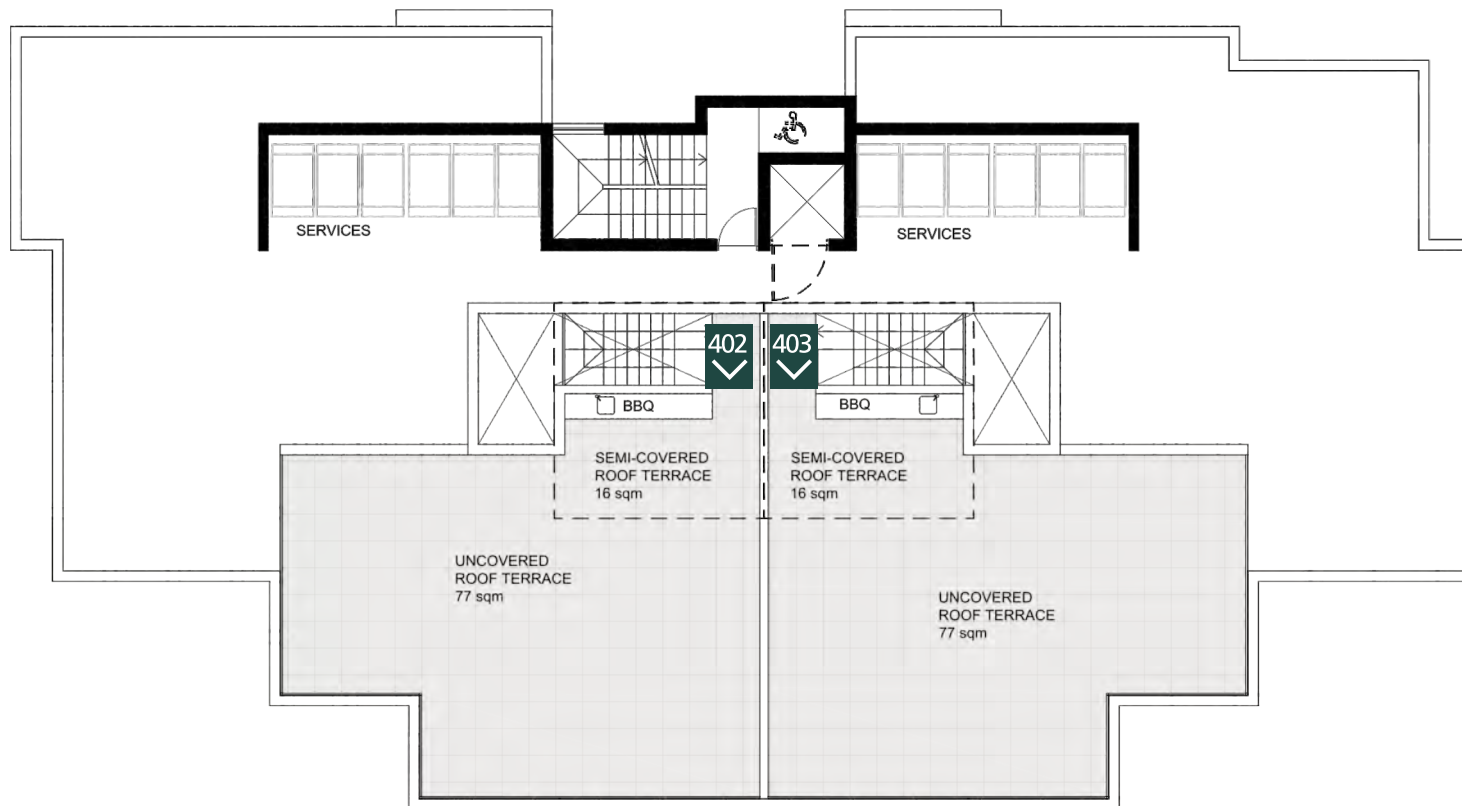 SERVICES
SERVICES
402
403
BBQ
BBQ
SEMI-COVERED
ROOF TERRACE
16 sqm
SEMI-COVERED
ROOF TERRACE
16 sqm
UNCOVERED
ROOF TERRACE
77 sqm
UNCOVERED
ROOF TERRACE
77 sqm